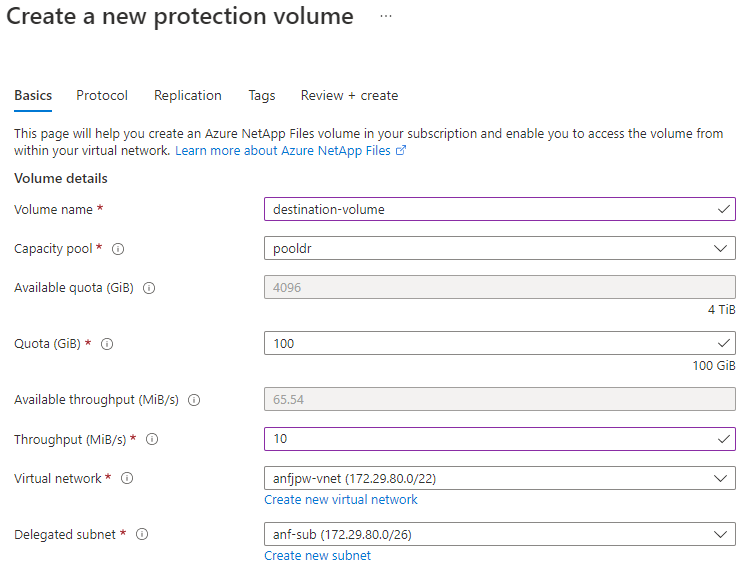 Create a new protection volume ...
Basics Protocol Replication Tags Review + create
This page will help you create an Azure NetApp Files volume in your subscription and enable you to access the volume from
within your virtual network. Learn more about Azure NetApp Files
Volume details
Volume name * destination-volume
Capacity pool * pooldr
Available quota (GiB) 4096
4 TiB
Quota (GiB) * 100
100 GiB
Available throughput (MiB/s) 65.54
Throughput (MiB/s) * 10
Virtual network * anfjpw-vnet (172.29.80.0/22)
Create new virtual network
Delegated subnet * anf-sub (172.29.80.0/26)
Create new subnet